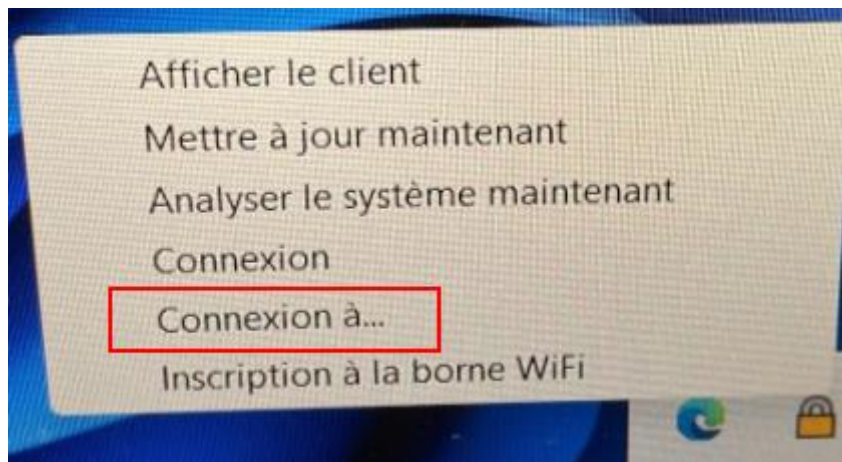 Afficher le client
Mettre à jour maintenant
Analyser le système maintenant
Connexion
Connexion à...
Inscription à la borne WiFi